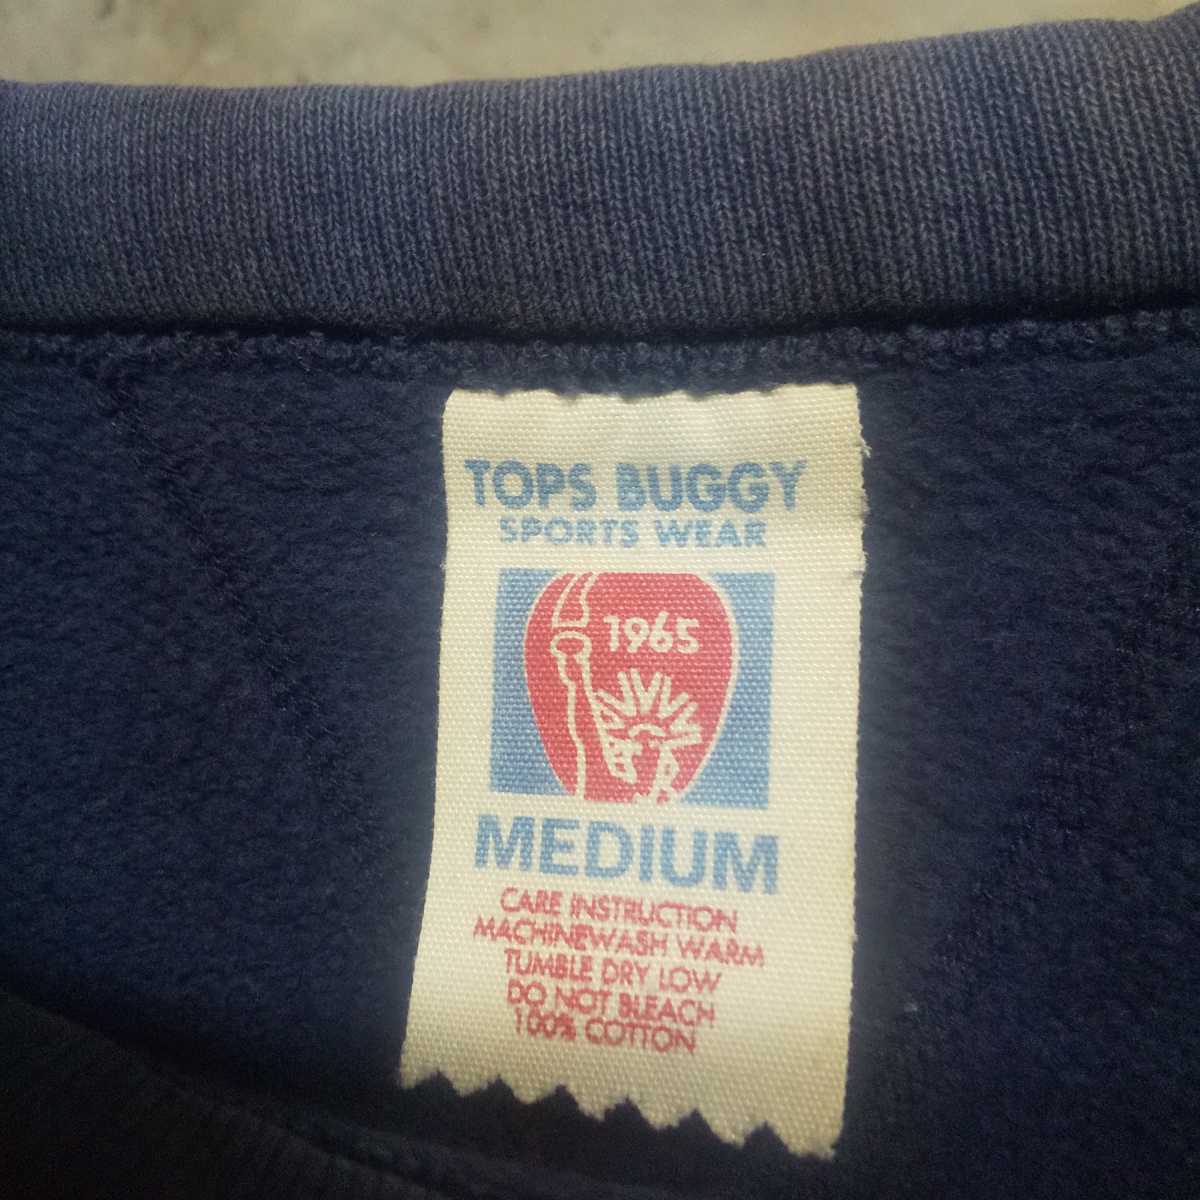 TOPS BUGGY
SPORTS WEAR
1965
MEDIUM
CARE INSTRUCTION
MACHINEWASH WARM
TUMBLE DRY LOW
DO NOT BLEACH
100% COTTON